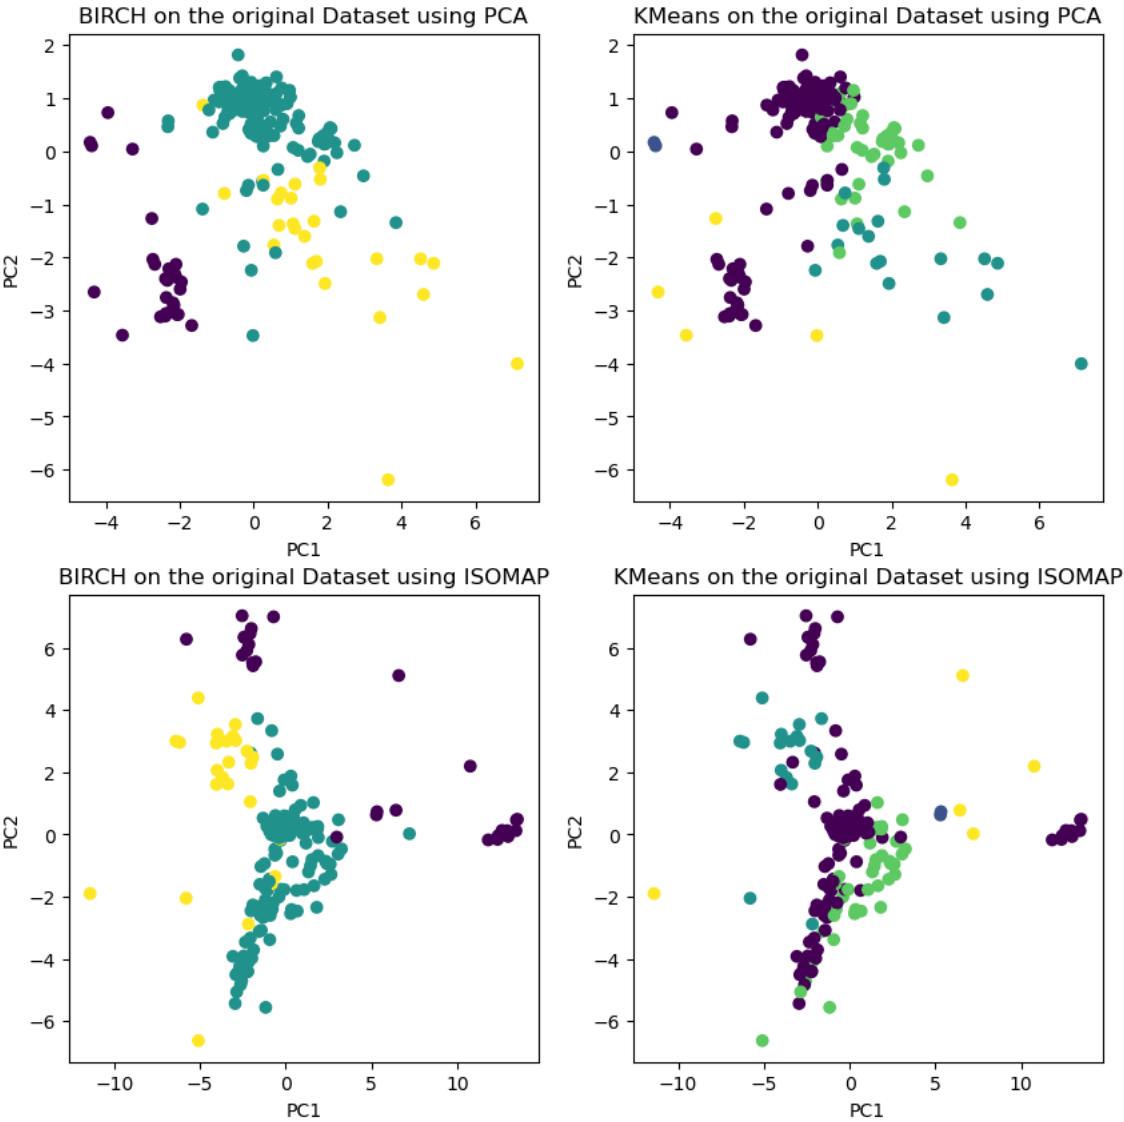 BIRCH on the original Dataset using PCA
KMeans on the original Dataset using PCA
2
1
0
−1
−2
−3
−4
−5
−6
PC2
−4 −2 0 2 4 6
PC1
2
1
0
−1
−2
−3
−4
−5
−6
PC2
−4 −2 0 2 4 6
PC1
BIRCH on the original Dataset using ISOMAP
KMeans on the original Dataset using ISOMAP
6
4
2
0
−2
−4
−6
PC2
−10 −5 0 5 10
PC1
6
4
2
0
−2
−4
−6
PC2
−10 −5 0 5 10
PC1